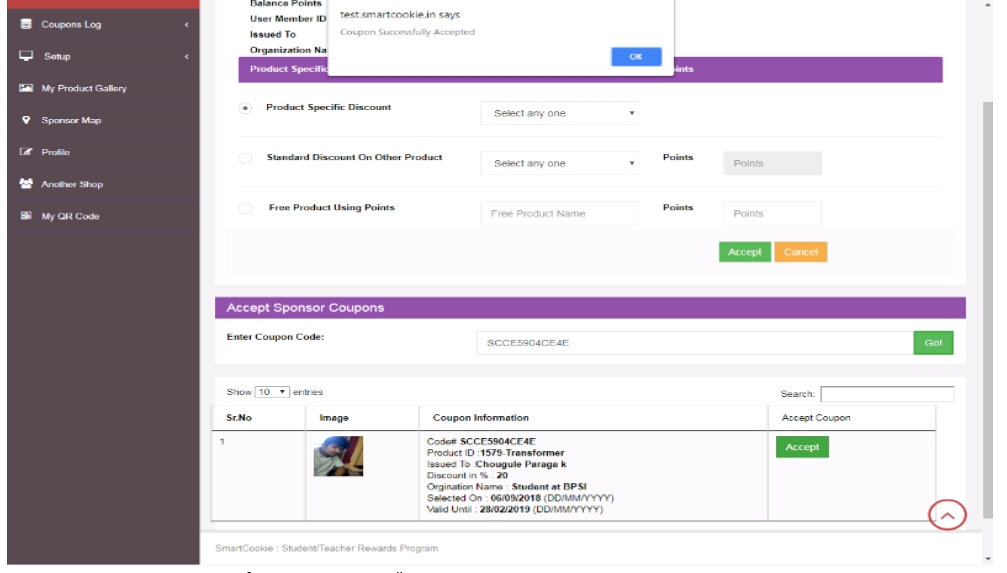 Balance Points
User Member ID
Issued To
Organization Na
test.smartcookie.in says
Coupon Successfully Accepted
OK
Coupons Log
Setup
My Product Gallery
Sponsor Map
Profile
Another Shop
My QR Code
Product Specific
Points
Product Specific Discount
Select any one
Standard Discount On Other Product
Select any one
Points
Points
Free Product Using Points
Free Product Name
Points
Points
Accept
Cancel
Accept Sponsor Coupons
Enter Coupon Code:
SCCE5904CE4E
Go!
Show 10 entries
Search:
Sr.No Image Coupon Information Accept Coupon
1
Code# SCCE5904CE4E
Product ID :1579-Transformer
Issued To :Chougule Paraga k
Discount in % : 20
Orgination Name : Student at BPSI
Selected On : 06/09/2018 (DD/MM/YYYY)
Valid Until : 28/02/2019 (DD/MM/YYYY)
Accept
SmartCookie : Student/Teacher Rewards Program